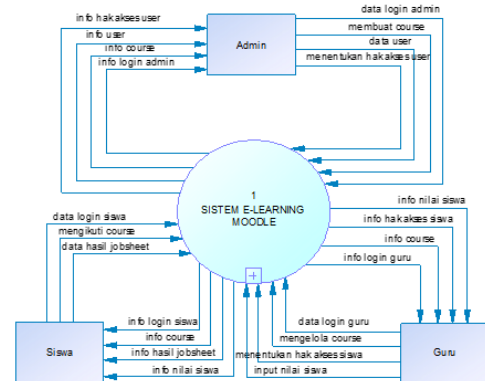 info hakakses user
info user
info course
info login admin
Admin
data login admin
membuat course
data user
menentukan hakakses user
1
SISTEM E-LEARNING
MOODLE
data login siswa
mengikuti course
data hasil jobsheet
info nilai siswa
info hakakses siswa
info course
info login guru
info login siswa
info course
info hasil jobsheet
info nilai siswa
Siswa
data login guru
mengelola course
menentukan hakakses siswa
input nilai siswa
Guru